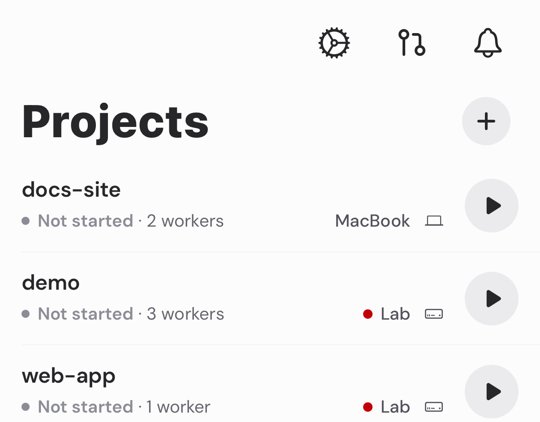 Projects
docs-site
Not started · 2 workers
MacBook
demo
Not started · 3 workers
Lab
web-app
Not started · 1 worker
Lab